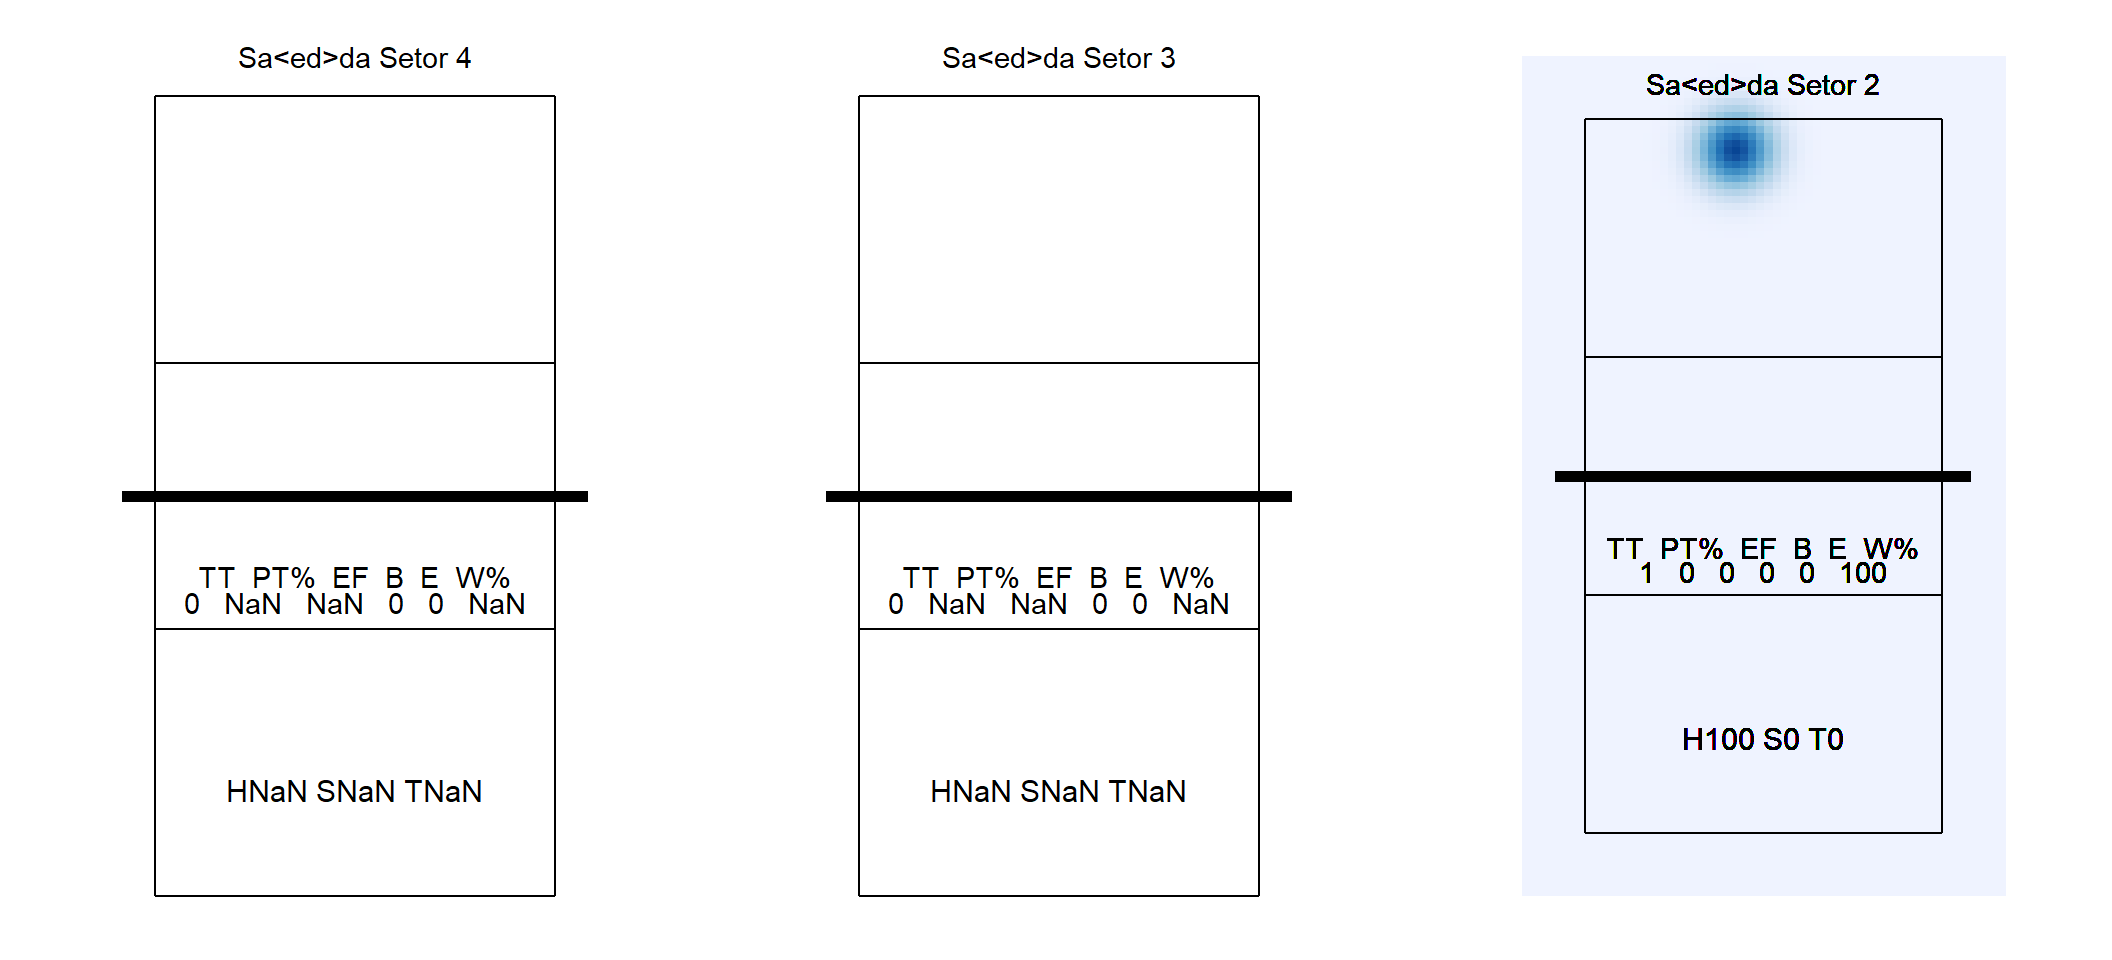 Sa<ed>da Setor 4
TT PT% EF B E W%
0 NaN NaN 0 0 NaN
HNaN SNaN TNaN
Sa<ed>da Setor 3
TT PT% EF B E W%
0 NaN NaN 0 0 NaN
HNaN SNaN TNaN
Sa<ed>da Setor 2
TT PT% EF B E W%
1 0 0 0 0 100
H100 S0 T0